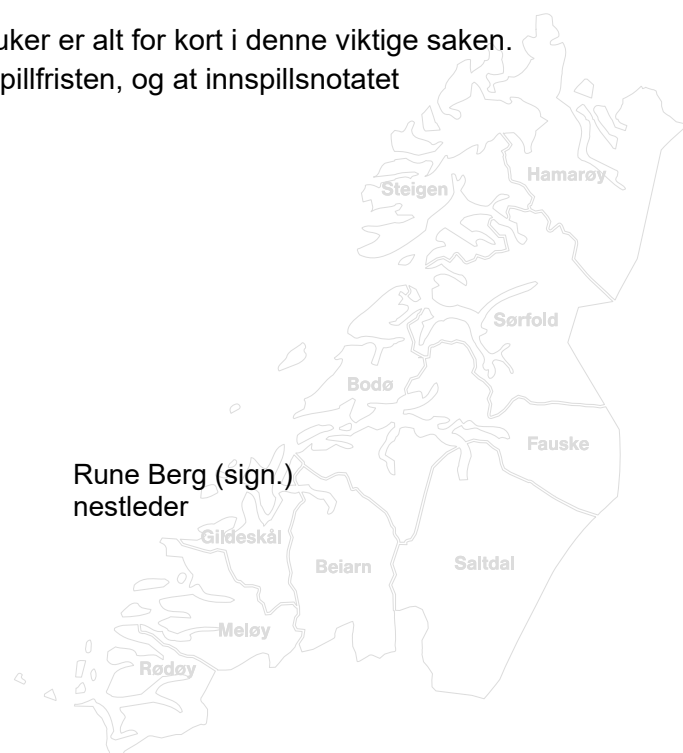 uker er alt for kort i denne viktige saken.
pillfristen, og at innspillsnotatet
Hamarøy
Steigen
Sørfold
Bodø
Fauske
Rune Berg (sign.)
nestleder
Gildeskål
Beiarn
Saltdal
Meløy
Rødøy